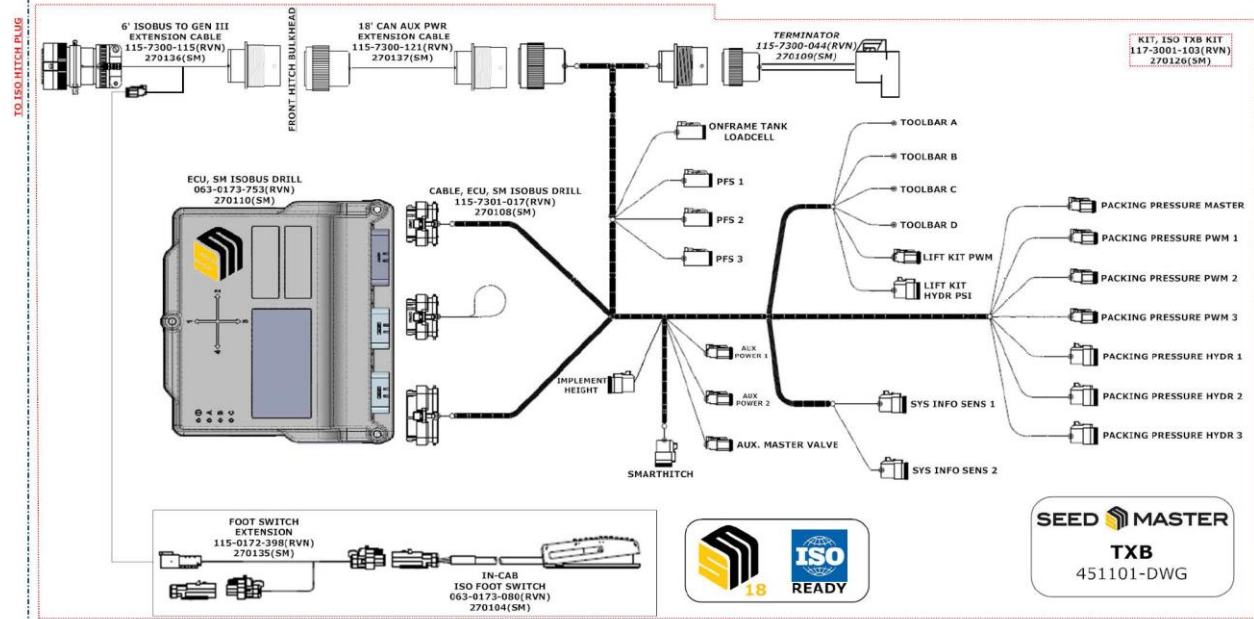 TO ISO HITCH PLUG
6' ISOBUS TO GEN III
EXTENSION CABLE
115-7300-115(RVN)
270136(SM)
FRONT HITCH BULKHEAD
18' CAN AUX PWR
EXTENSION CABLE
115-7300-121(RVN)
270137(SM)
TERMINATOR
115-7300-044(RVN)
270109(SM)
KIT, ISO TXB KIT
117-3001-103(RVN)
270126(SM)
ECU, SM ISOBUS DRILL
063-0173-753(RVN)
270110(SM)
CABLE, ECU, SM ISOBUS DRILL
115-7301-017(RVN)
270108(SM)
ONFRAME TANK
LOADCELL
PFS 1
PFS 2
PFS 3
TOOLBAR A
TOOLBAR B
TOOLBAR C
TOOLBAR D
LIFT KIT PWM
LIFT KIT
HYDR PSI
PACKING PRESSURE MASTER
PACKING PRESSURE PWM 1
PACKING PRESSURE PWM 2
PACKING PRESSURE PWM 3
PACKING PRESSURE HYDR 1
PACKING PRESSURE HYDR 2
PACKING PRESSURE HYDR 3
IMPLEMENT
HEIGHT
AUX
POWER 1
AUX
POWER 2
AUX. MASTER VALVE
SMARTHITCH
SYS INFO SENS 1
SYS INFO SENS 2
FOOT SWITCH
EXTENSION
115-0172-398(RVN)
270135(SM)
IN-CAB
ISO FOOT SWITCH
063-0173-080(RVN)
270104(SM)
18
ISO
READY
SEED MASTER
TXB
451101-DWG